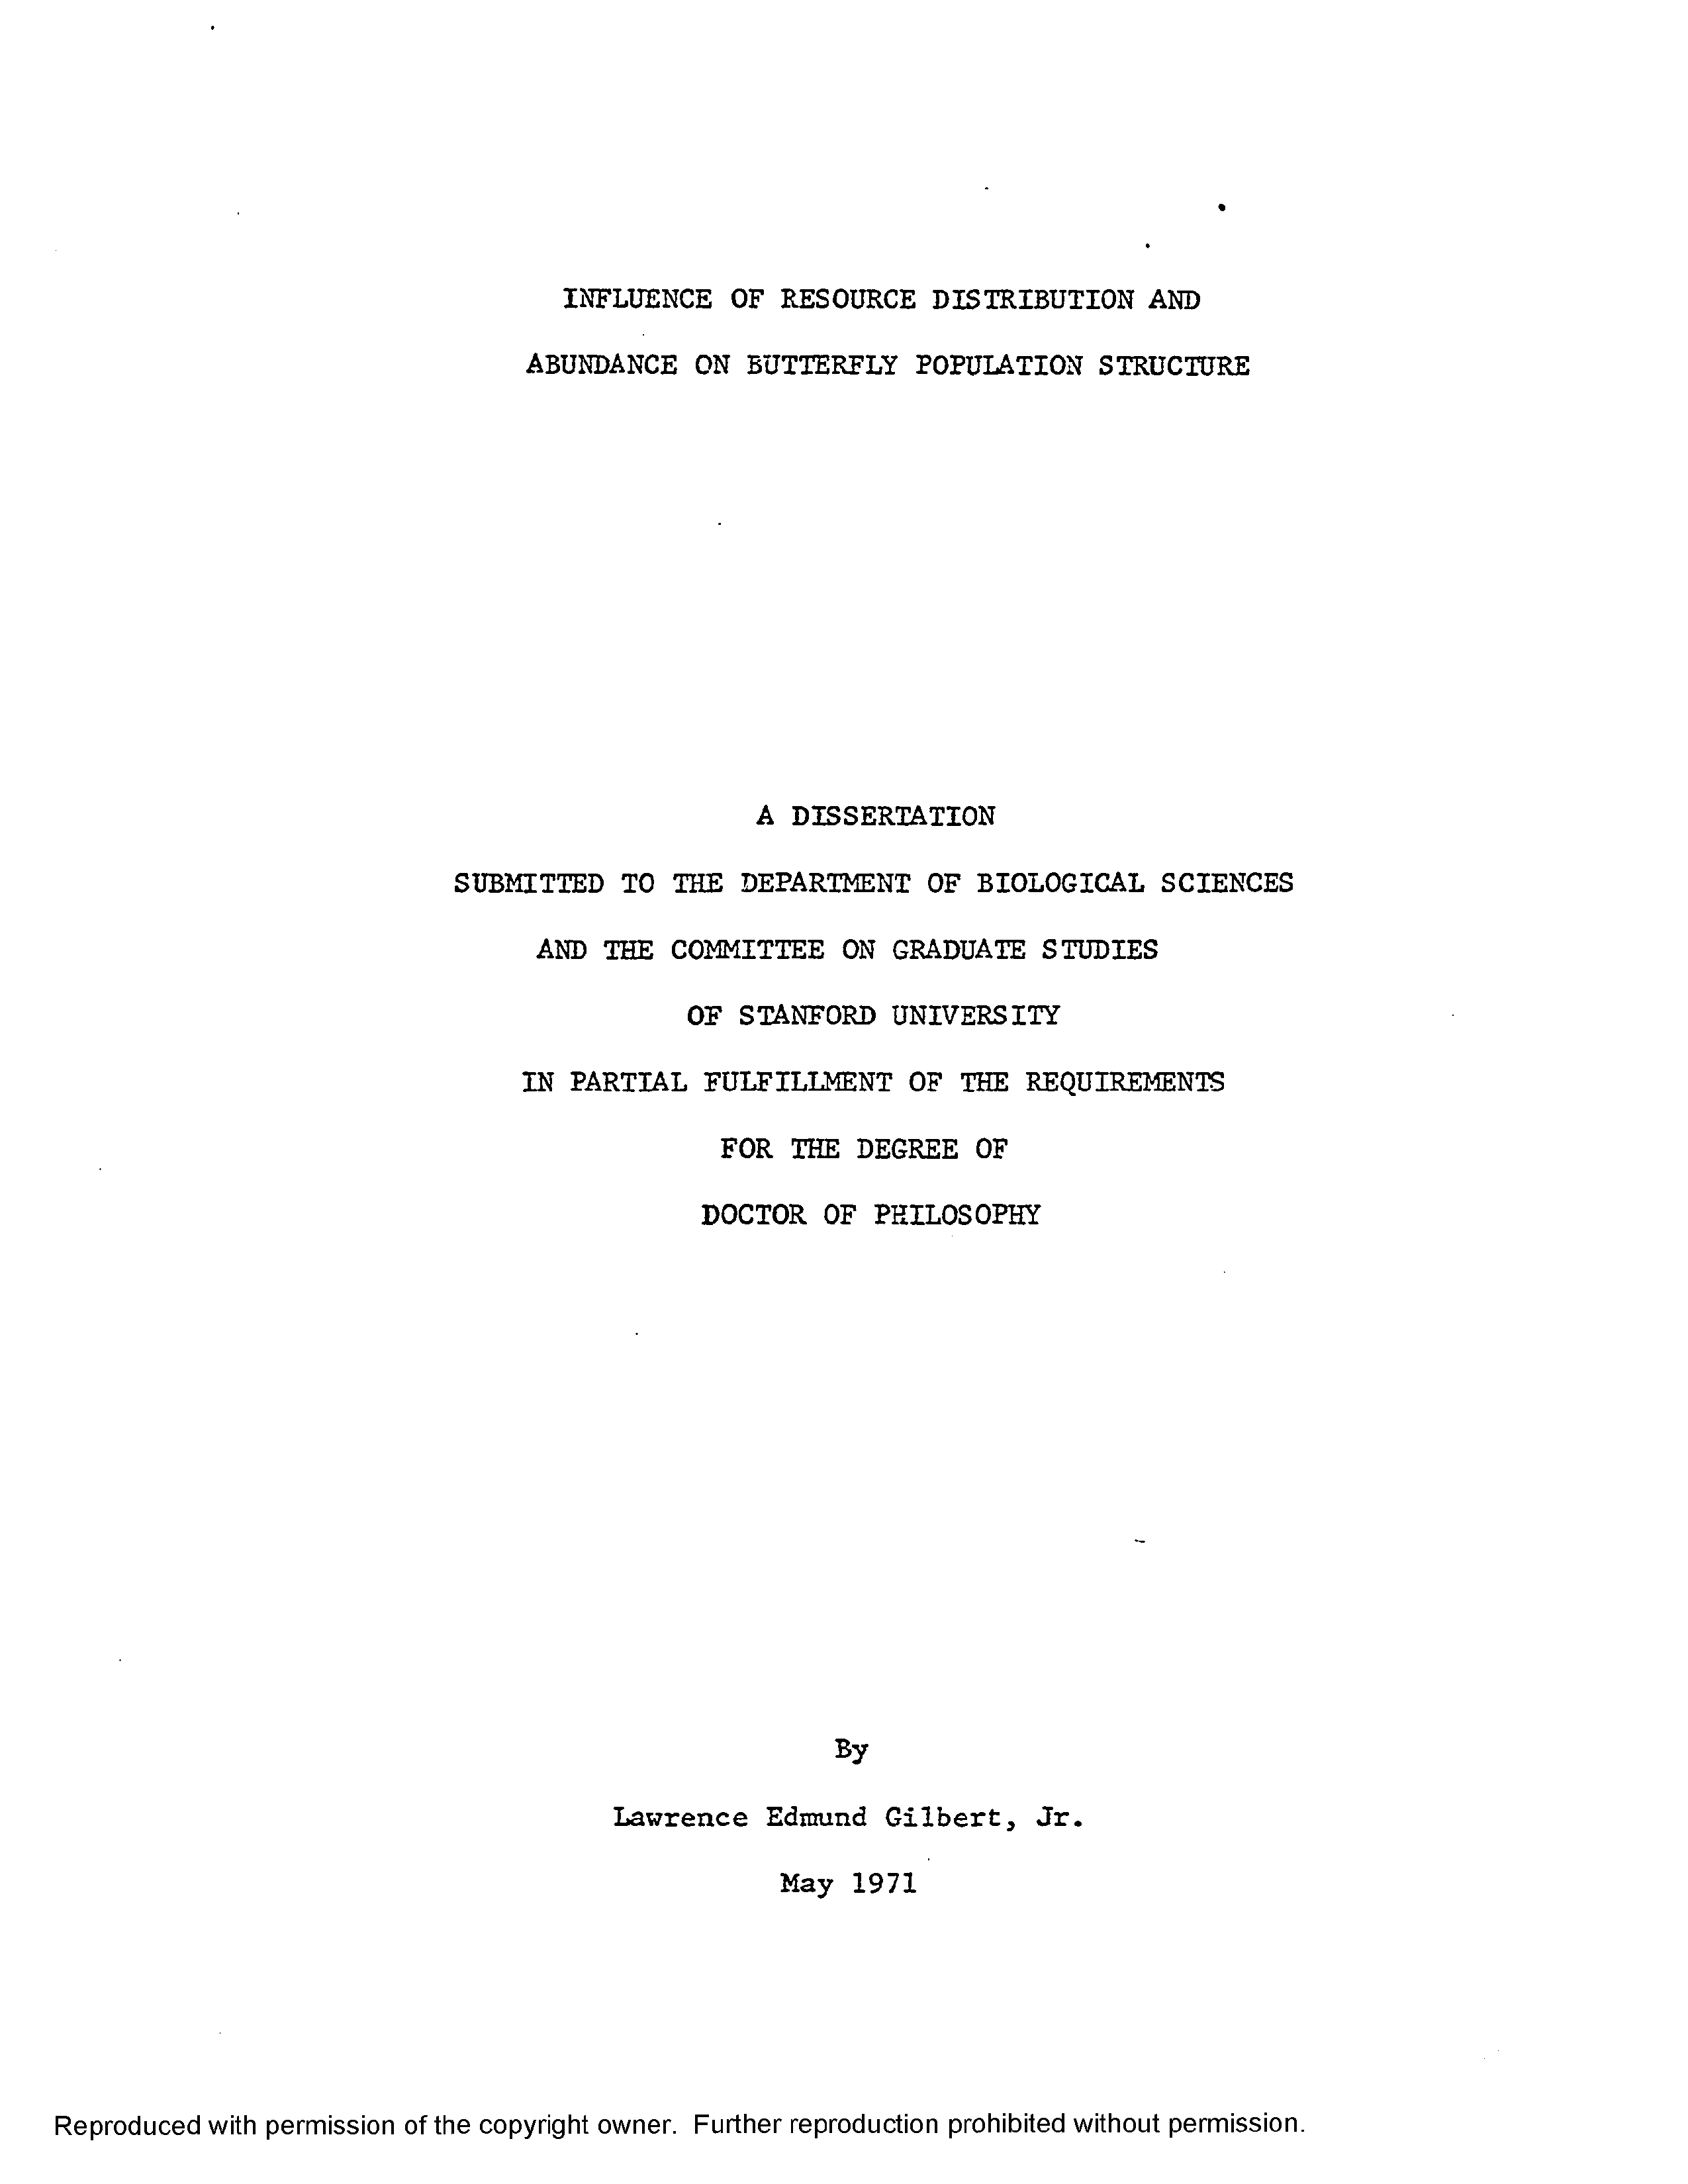 INFLUENCE OF RESOURCE DISTRIBUTION AND
ABUNDANCE ON BUTTERFLY POPULATION STRUCTURE
A DISSERTATION
SUBMITTED TO THE DEPARTMENT OF BIOLOGICAL SCIENCES
AND THE COMMITTEE ON GRADUATE STUDIES
OF STANFORD UNIVERSITY
IN PARTIAL FULFILLMENT OF THE REQUIREMENTS
FOR THE DEGREE OF
DOCTOR OF PHILOSOPHY
By
Lawrence Edmund Gilbert, Jr.
May 1971
Reproduced with permission of the copyright owner. Further reproduction prohibited without permission.